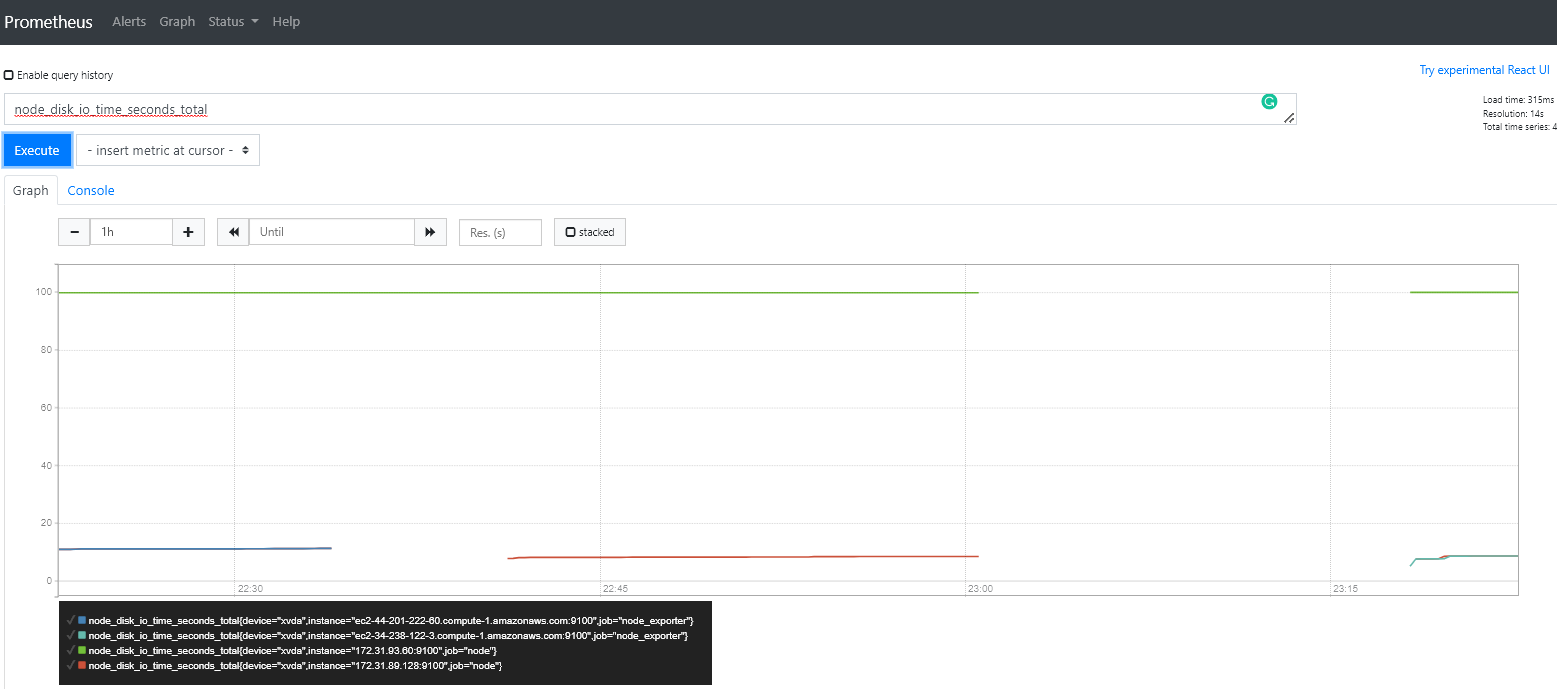 Prometheus Alerts Graph Status Help
Enable query history
Try experimental React UI
node_disk_io_time_seconds_total
Load time: 315ms
Resolution: 14s
Total time series: 4
Execute - insert metric at cursor -
Graph Console
1h Until Res. (s) stacked
100
80
60
40
20
0
22:30 22:45 23:00 23:15
node_disk_io_time_seconds_total{device="xvda",instance="ec2-44-201-222-60.compute-1.amazonaws.com:9100",job="node_exporter"}
node_disk_io_time_seconds_total{device="xvda",instance="ec2-34-238-122-3.compute-1.amazonaws.com:9100",job="node_exporter"}
node_disk_io_time_seconds_total{device="xvda",instance="172.31.93.60:9100",job="node"}
node_disk_io_time_seconds_total{device="xvda",instance="172.31.89.128:9100",job="node"}